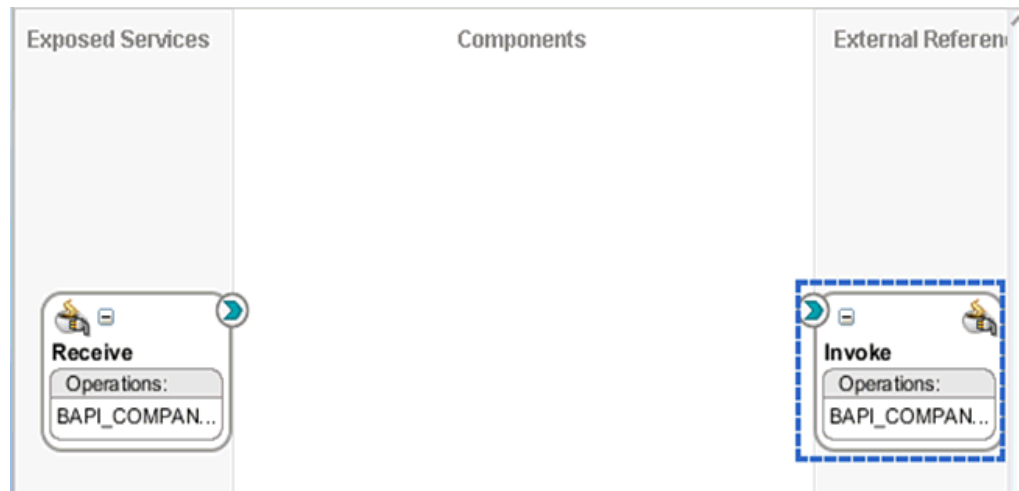 Exposed Services
Components
External Referen
Receive
Operations:
BAPI_COMPAN...
Invoke
Operations:
BAPI_COMPAN...